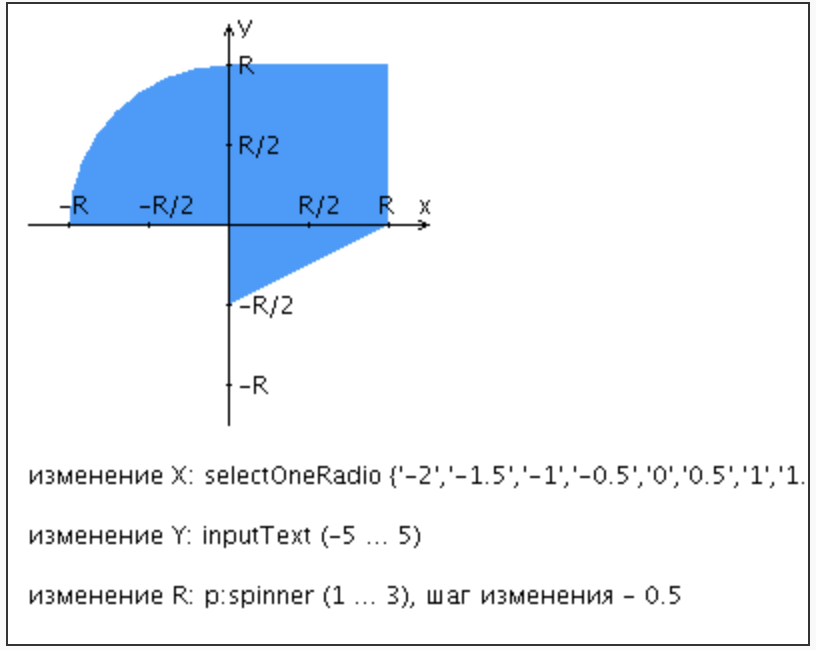 y
R
R/2
−R −R/2 R/2 R x
−R/2
−R
изменение X: selectOneRadio {'−2','−1.5','−1','−0.5','0','0.5','1','1.
изменение Y: inputText (−5 ... 5)
изменение R: p:spinner (1 ... 3), шаг изменения − 0.5